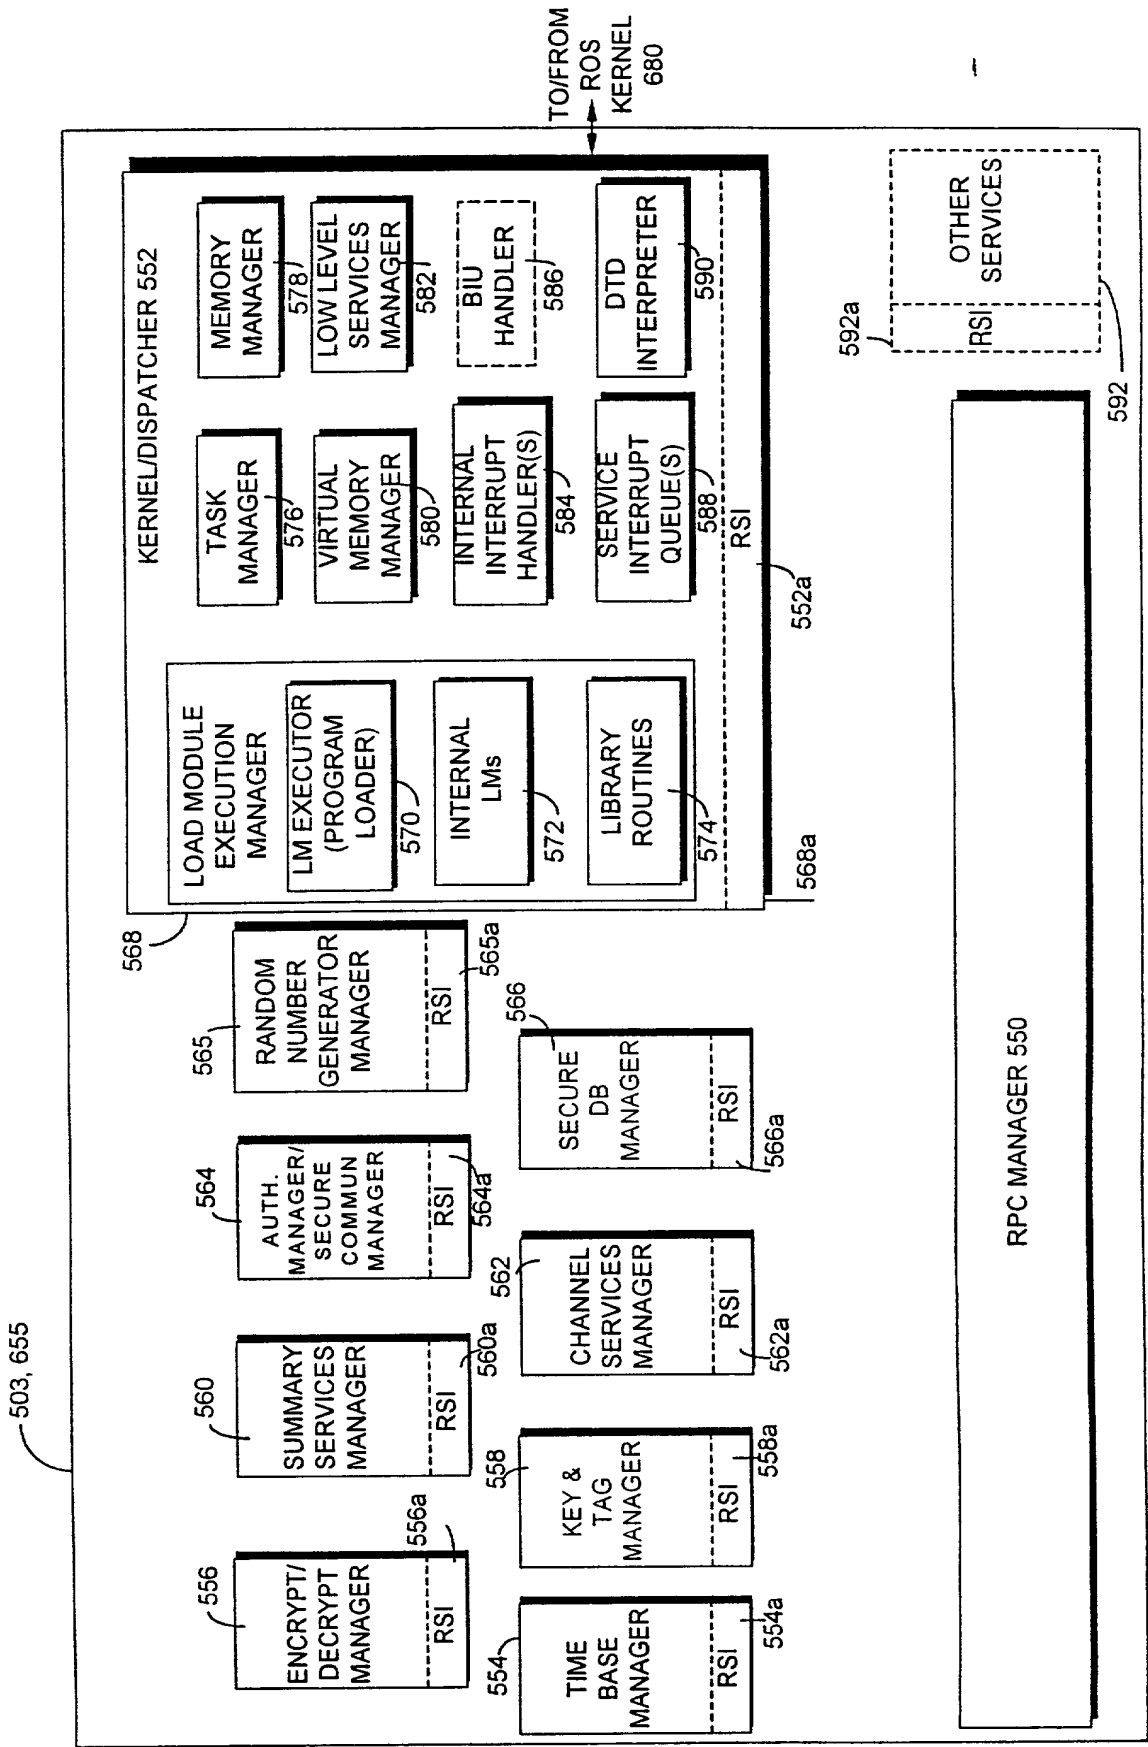 503, 655
KERNEL/DISPATCHER 552
568
LOAD MODULE
EXECUTION
MANAGER
LM EXECUTOR
(PROGRAM
LOADER)
570
INTERNAL
LMs
572
LIBRARY
ROUTINES
574
568a
TASK
MANAGER
576
MEMORY
MANAGER
578
VIRTUAL
MEMORY
MANAGER
580
LOW LEVEL
SERVICES
MANAGER
582
INTERNAL
INTERRUPT
HANDLER(S)
584
BIU
HANDLER
586
SERVICE
INTERRUPT
QUEUE(S)
588
DTD
INTERPRETER
590
RSI
552a
TO/FROM
ROS
KERNEL
680
556
ENCRYPT/
DECRYPT
MANAGER
RSI
556a
560
SUMMARY
SERVICES
MANAGER
RSI
560a
564
AUTH.
MANAGER/
SECURE
COMMUN
MANAGER
RSI
564a
565
RANDOM
NUMBER
GENERATOR
MANAGER
RSI
565a
554
TIME
BASE
MANAGER
RSI
554a
558
KEY &
TAG
MANAGER
RSI
558a
562
CHANNEL
SERVICES
MANAGER
RSI
562a
566
SECURE
DB
MANAGER
RSI
566a
592a
RSI
OTHER
SERVICES
592
RPC MANAGER 550